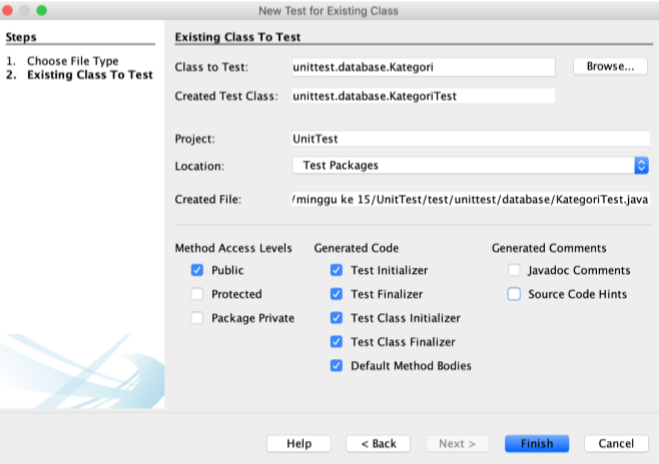 New Test for Existing Class
Steps
1. Choose File Type
2. Existing Class To Test
Existing Class To Test
Class to Test: unittest.database.Kategori Browse...
Created Test Class: unittest.database.KategoriTest
Project: UnitTest
Location: Test Packages
Created File: /minggu ke 15/UnitTest/test/unittest/database/KategoriTest.java
Method Access Levels Generated Code Generated Comments
Public Test Initializer Javadoc Comments
Protected Test Finalizer Source Code Hints
Package Private Test Class Initializer
Test Class Finalizer
Default Method Bodies
Help < Back Next > Finish Cancel